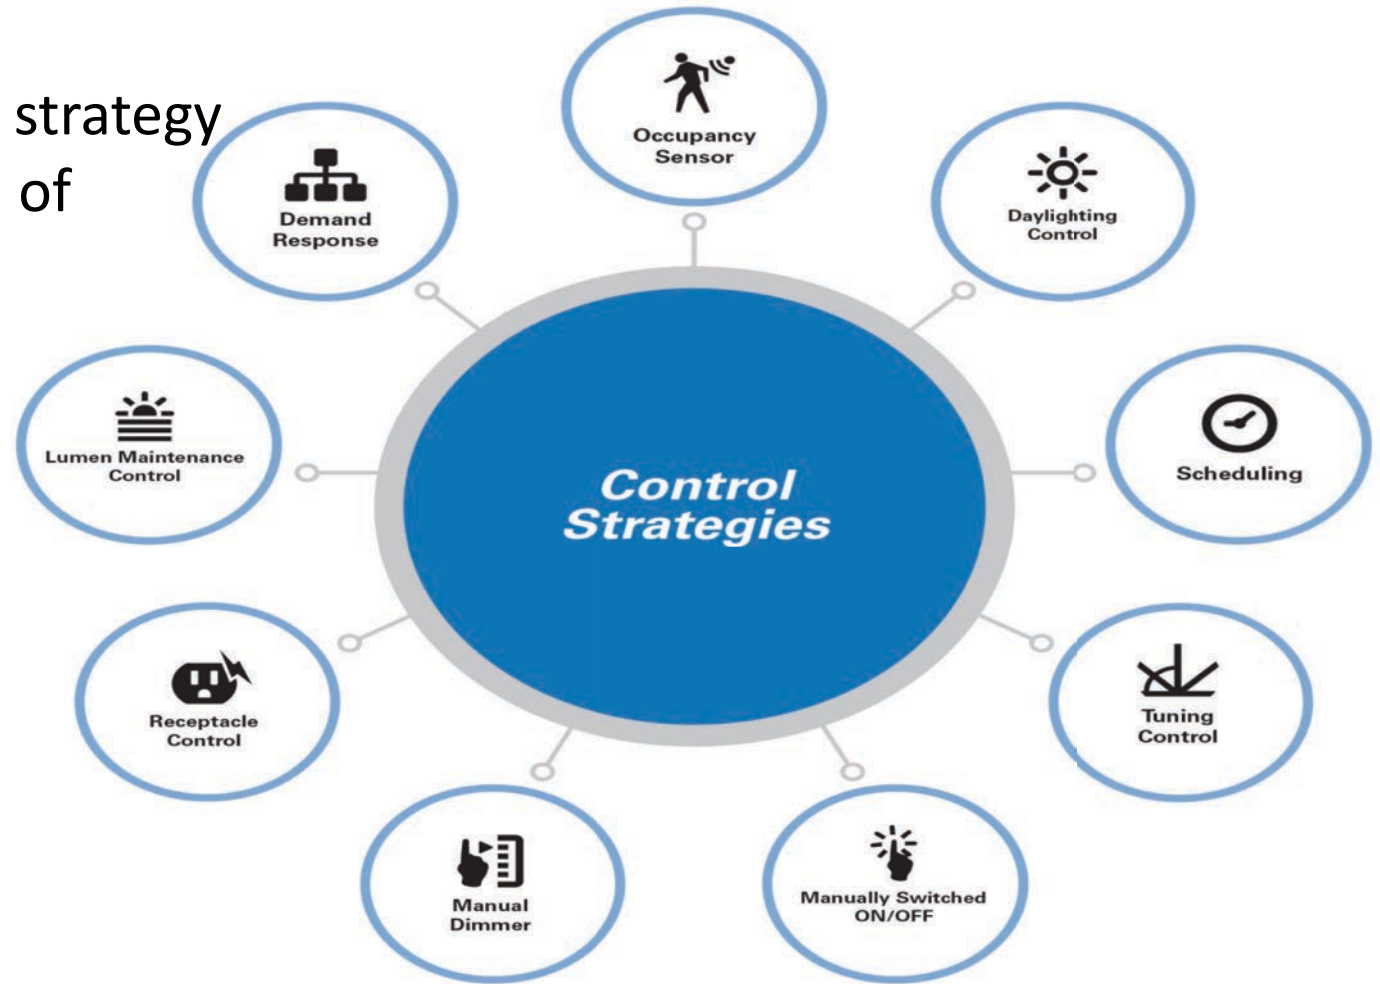 strategy
of
Occupancy
Sensor
Demand
Response
Daylighting
Control
Lumen Maintenance
Control
Scheduling
Control
Strategies
Receptacle
Control
Tuning
Control
Manual
Dimmer
Manually Switched
ON/OFF